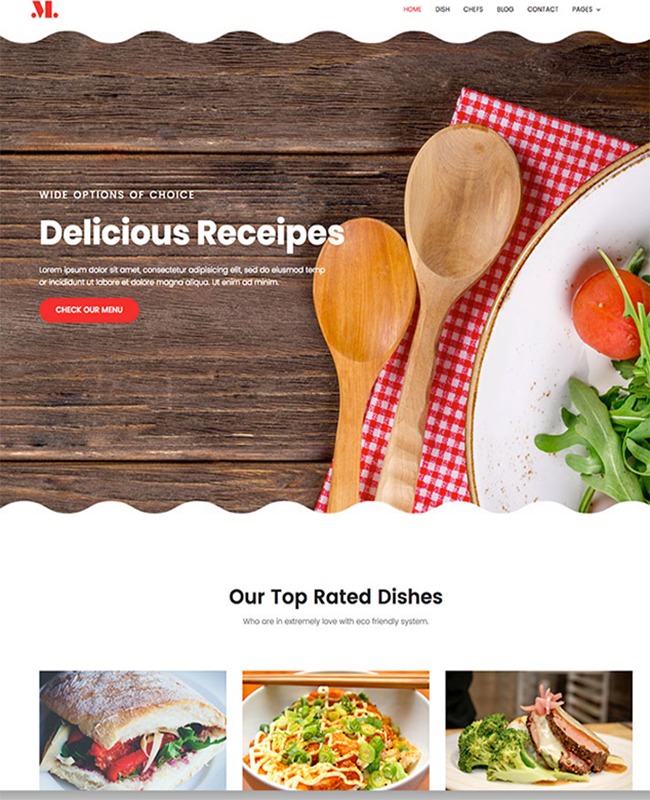 M.
HOME DISH CHEFS BLOG CONTACT PAGES
WIDE OPTIONS OF CHOICE
Delicious Receipes
Lorem ipsum dolor sit amet, consectetur adipisicing elit, sed do eiusmod temp
or incididunt ut labore et dolore magna aliqua. Ut enim ad minim.
CHECK OUR MENU
Our Top Rated Dishes
Who are in extremely love with eco friendly system.